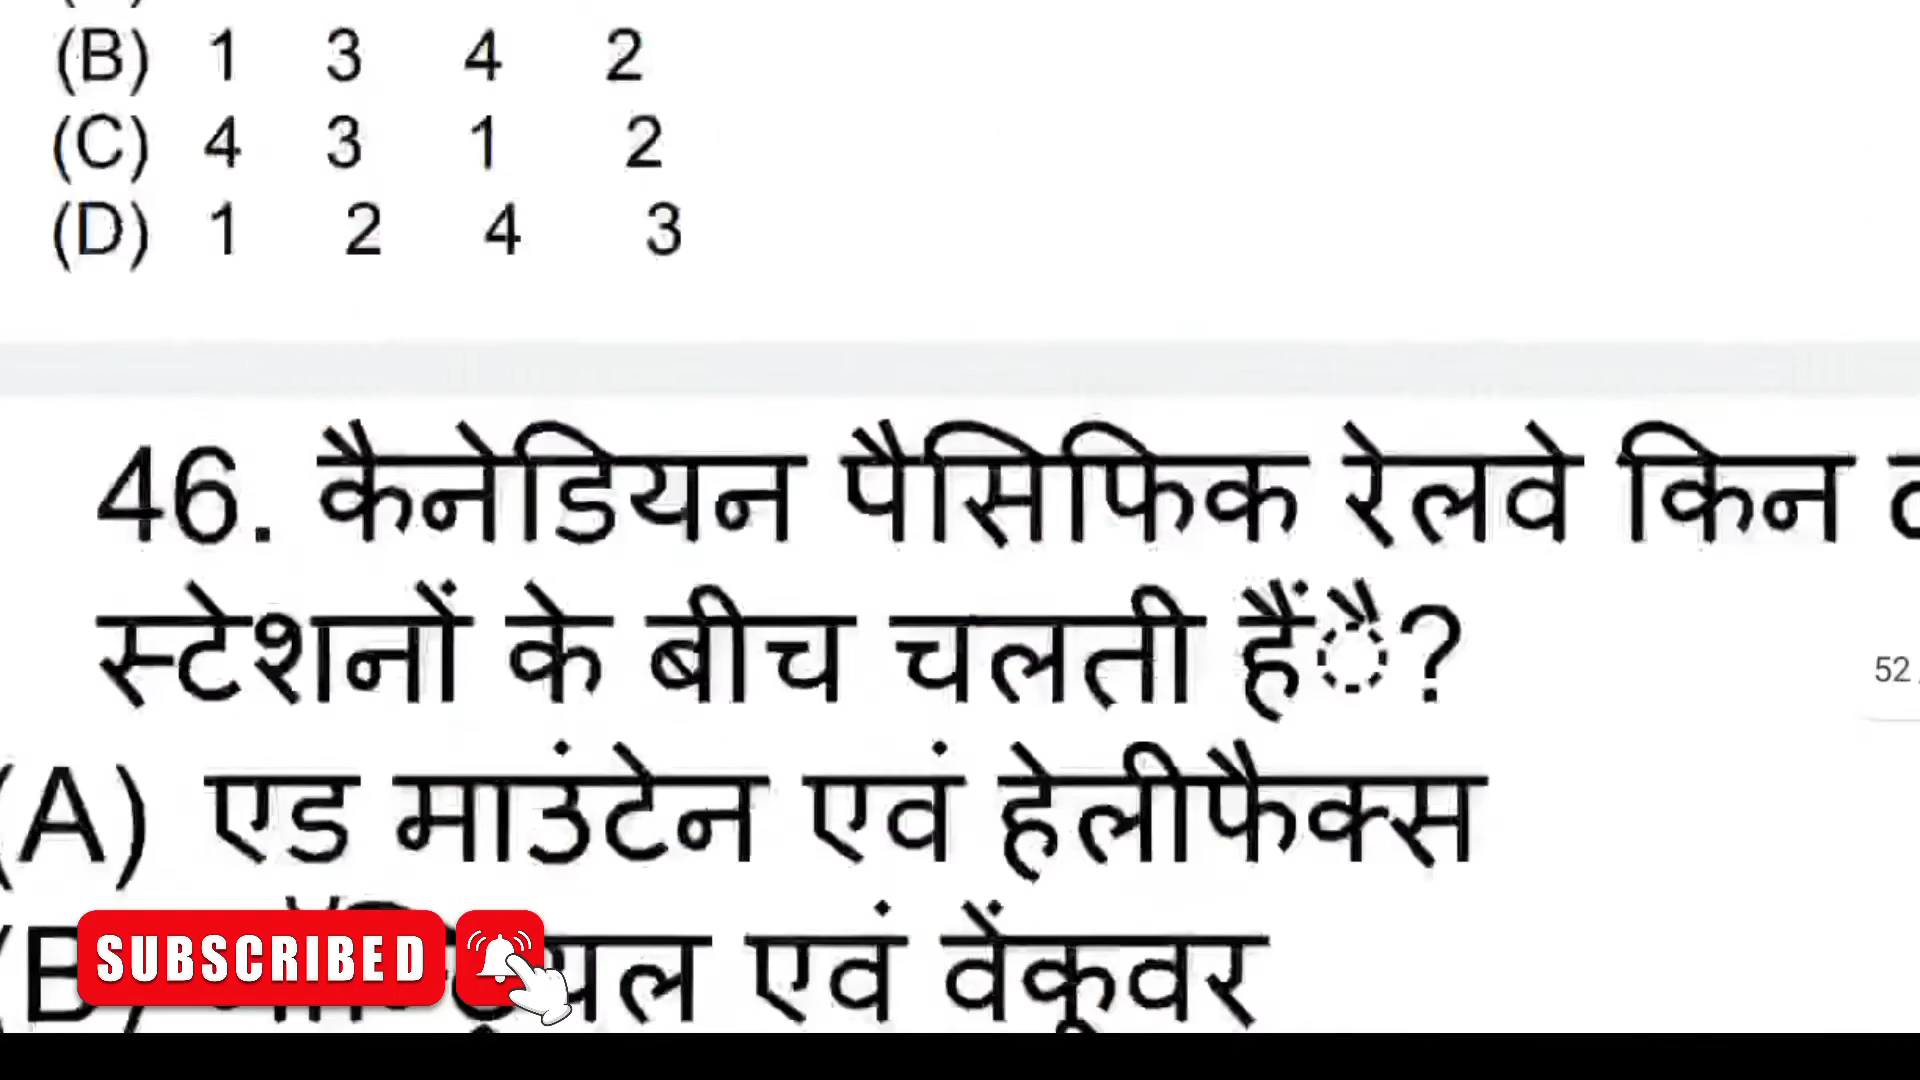 (B) 1 3 4 2
(C) 4 3 1 2
(D) 1 2 4 3
46. कैनेडियन पैसिफिक रेलवे किन
स्टेशनों के बीच चलती हैंै?
52
(A) एड माउंटेन एवं हेलीफैक्स
(B) एवं वेंकूवर
SUBSCRIBED